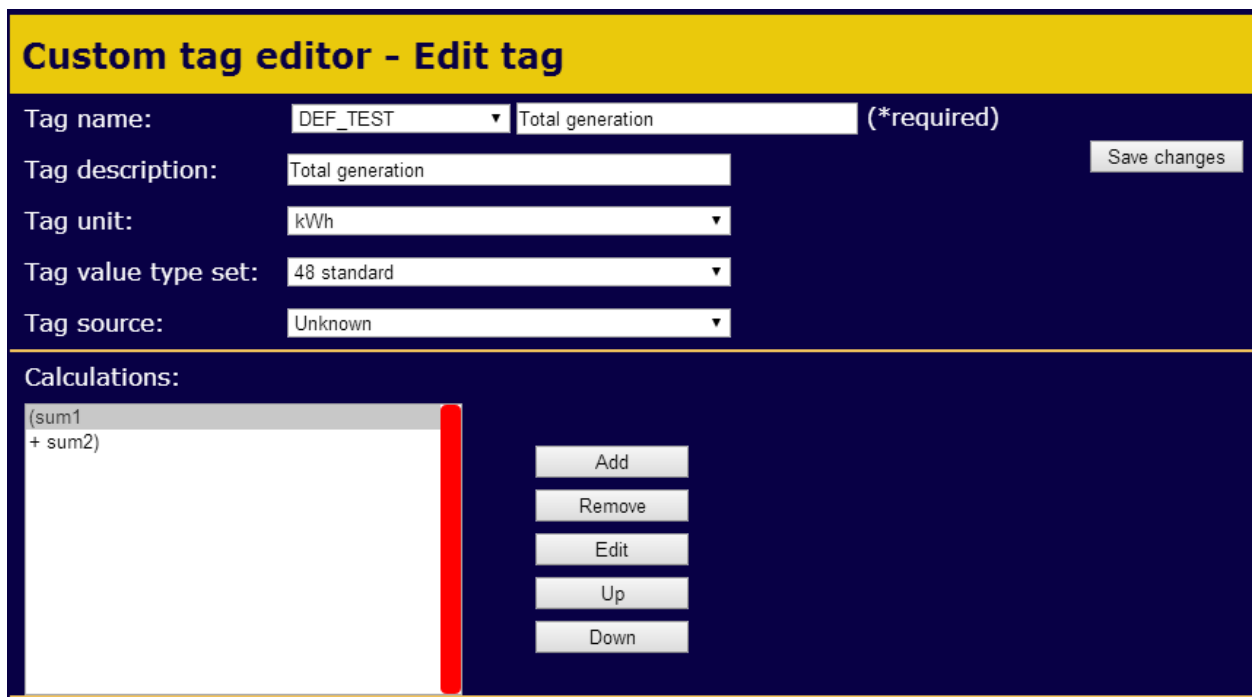 Custom tag editor - Edit tag
Tag name: DEF_TEST Total generation (*required)
Save changes
Tag description: Total generation
Tag unit: kWh
Tag value type set: 48 standard
Tag source: Unknown
Calculations:
(sum1
+ sum2)
Add
Remove
Edit
Up
Down